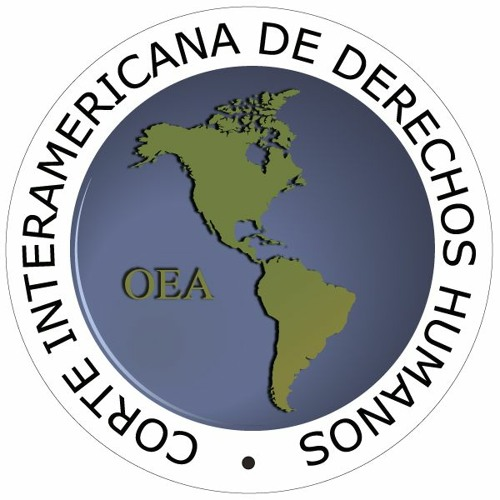 CORTE INTERAMERICANA DE DERECHOS HUMANOS
OEA